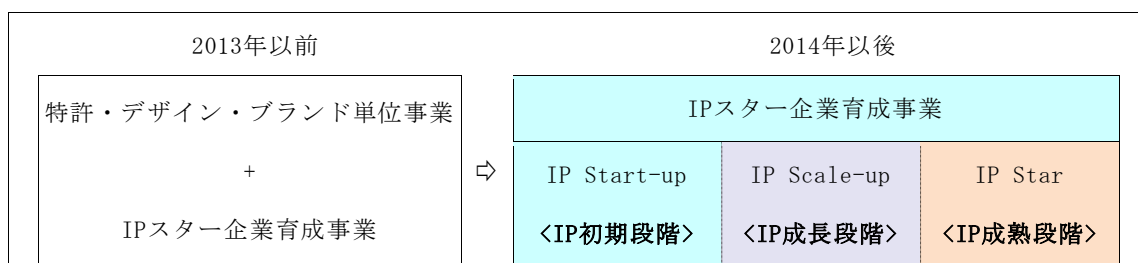 2013年以前
2014年以後
特許・デザイン・ブランド単位事業
+
IPスター企業育成事業
⇨
IPスター企業育成事業
IP Start-up
IP Scale-up
IP Star
<IP初期段階>
<IP成長段階>
<IP成熟段階>